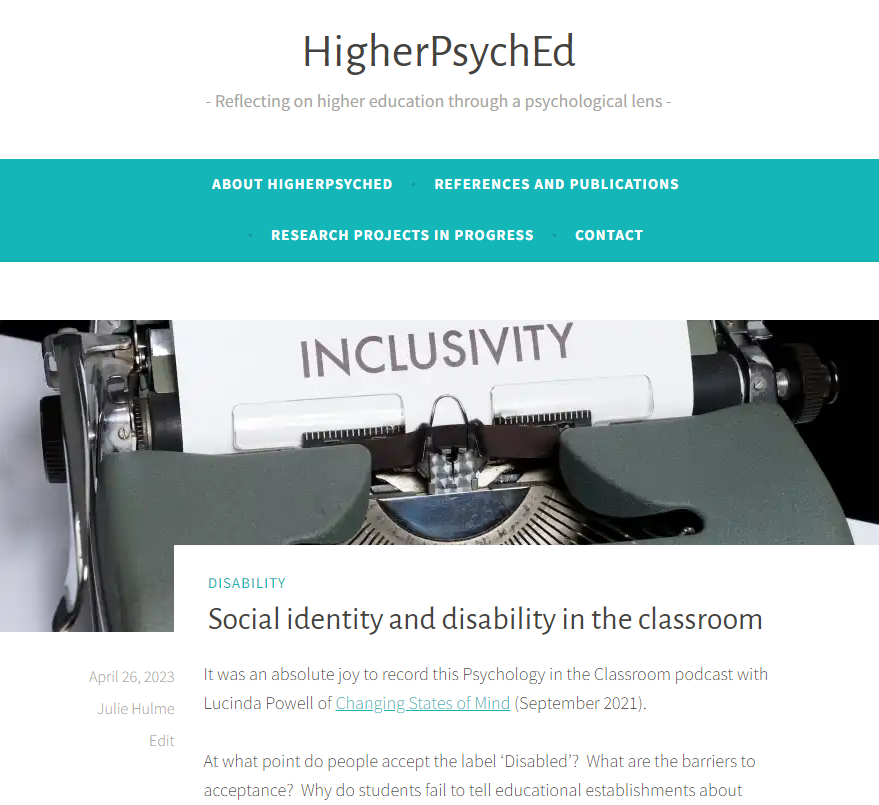 HigherPsychEd
- Reflecting on higher education through a psychological lens -
ABOUT HIGHERPSYCHED • REFERENCES AND PUBLICATIONS
• RESEARCH PROJECTS IN PROGRESS • CONTACT
INCLUSIVITY
DISABILITY
Social identity and disability in the classroom
April 26, 2023
Julie Hulme
Edit
It was an absolute joy to record this Psychology in the Classroom podcast with
Lucinda Powell of Changing States of Mind (September 2021).
At what point do people accept the label ‘Disabled’?  What are the barriers to
acceptance?  Why do students fail to tell educational establishments about